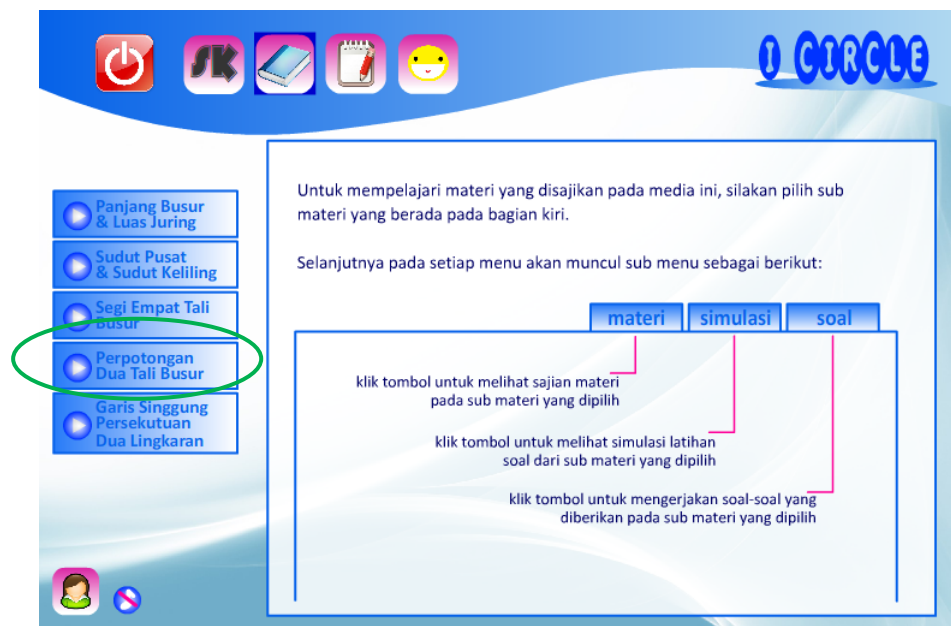 SK
I CIRCLE
Panjang Busur
& Luas Juring
Sudut Pusat
& Sudut Keliling
Segi Empat Tali
Busur
Perpotongan
Dua Tali Busur
Garis Singgung
Persekutuan
Dua Lingkaran
Untuk mempelajari materi yang disajikan pada media ini, silakan pilih sub
materi yang berada pada bagian kiri.
Selanjutnya pada setiap menu akan muncul sub menu sebagai berikut:
materi simulasi soal
klik tombol untuk melihat sajian materi
pada sub materi yang dipilih
klik tombol untuk melihat simulasi latihan
soal dari sub materi yang dipilih
klik tombol untuk mengerjakan soal-soal yang
diberikan pada sub materi yang dipilih